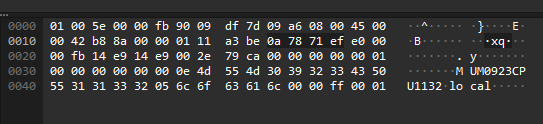 0000 01 00 5e 00 00 fb 90 09 df 7d 09 a6 08 00 45 00 ··^····· ·}····E·
0010 00 42 b8 8a 00 00 01 11 a3 be 0a 78 71 ef e0 00 ·B······ ···xq···
0020 00 fb 14 e9 14 e9 00 2e 79 ca 00 00 00 00 00 01 ·······. y·······
0030 00 00 00 00 00 00 0e 4d 55 4d 30 39 32 33 43 50 ·······M UM0923CP
0040 55 31 31 33 32 05 6c 6f 63 61 6c 00 00 ff 00 01 U1132·lo cal·····